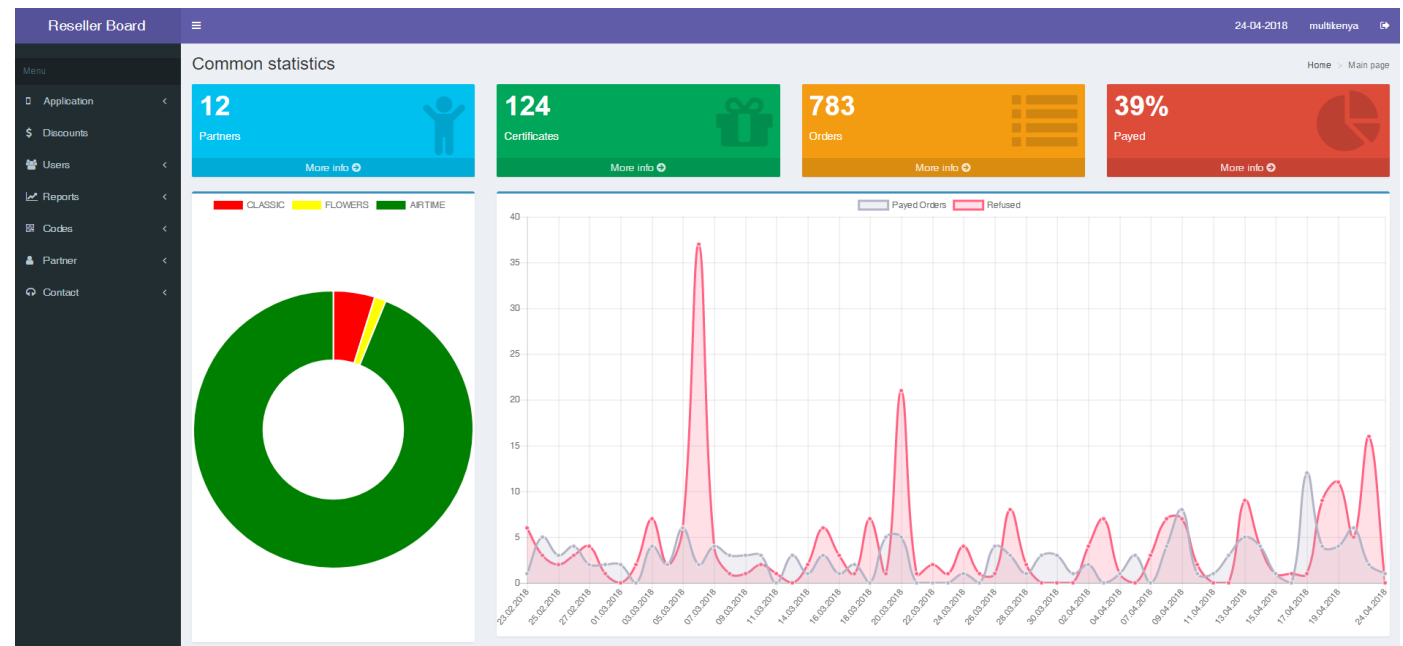 Reseller Board
24-04-2018 multikenya
Common statistics
Home > Main page
Menu
Application
$ Discounts
Users
Reports
Codes
Partner
Contact
12
Partners
More info
124
Certificates
More info
783
Orders
More info
39%
Payed
More info
CLASSIC FLOWERS AIRTIME
Payed Orders Refused
40
35
30
25
20
15
10
5
0
23.02.2018 25.02.2018 27.02.2018 01.03.2018 03.03.2018 05.03.2018 07.03.2018 09.03.2018 11.03.2018 14.03.2018 16.03.2018 18.03.2018 20.03.2018 22.03.2018 24.03.2018 26.03.2018 28.03.2018 30.03.2018 02.04.2018 04.04.2018 07.04.2018 09.04.2018 11.04.2018 13.04.2018 15.04.2018 17.04.2018 19.04.2018 24.04.2018